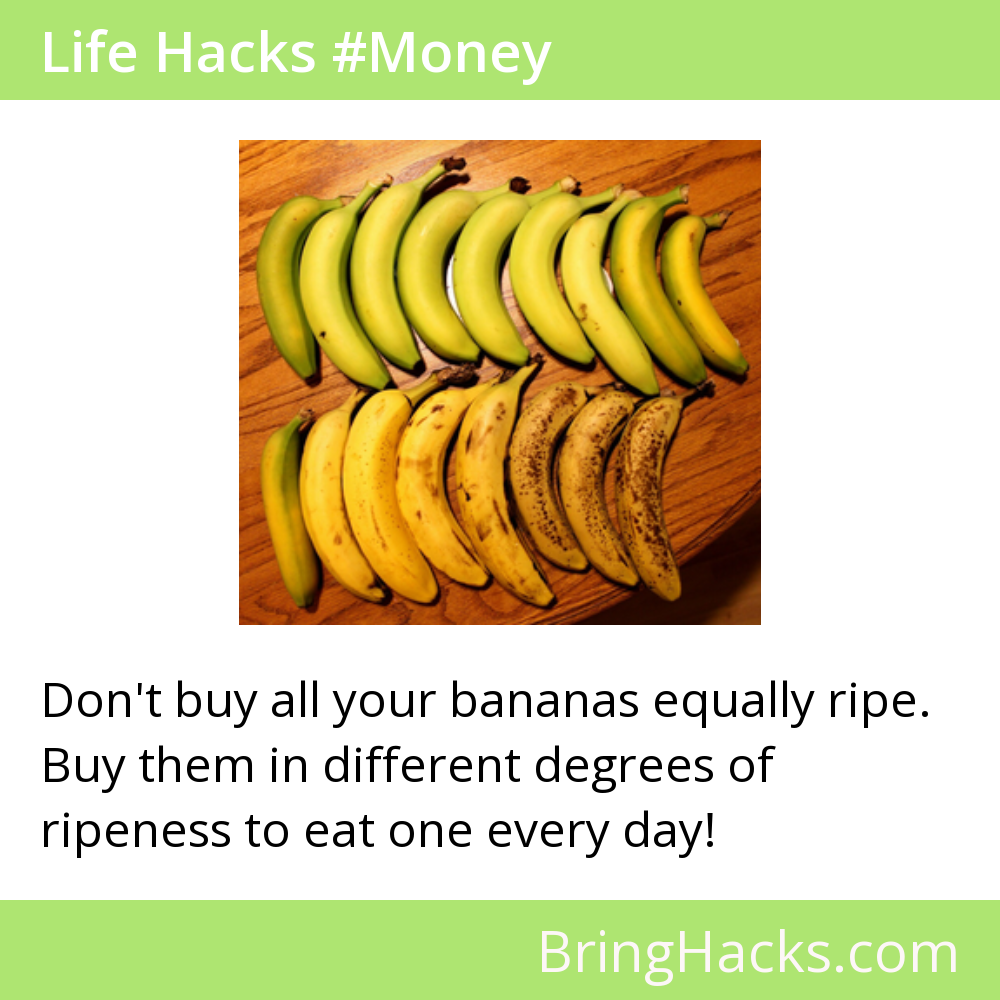 Life Hacks #Money
Don't buy all your bananas equally ripe.
Buy them in different degrees of
ripeness to eat one every day!
BringHacks.com